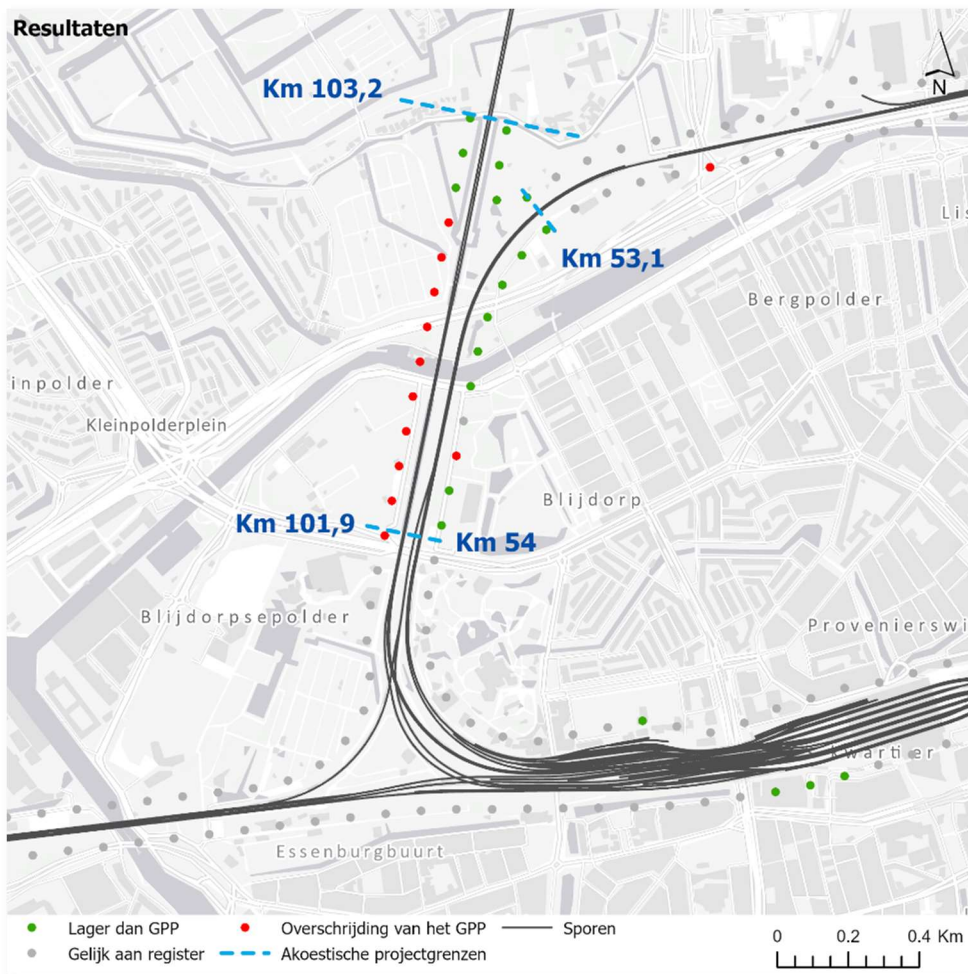 Resultaten
Km 103,2
N
Lis
Km 53,1
Bergpolder
inpolder
Kleinpolderplein
Blijdorp
Km 101,9
Km 54
Blijdorpsepolder
Provenierswi
kwartier
Essenburgbuurt
Lager dan GPP
Overschrijding van het GPP
Sporen
Gelijk aan register
Akoestische projectgrenzen
0 0.2 0.4 Km